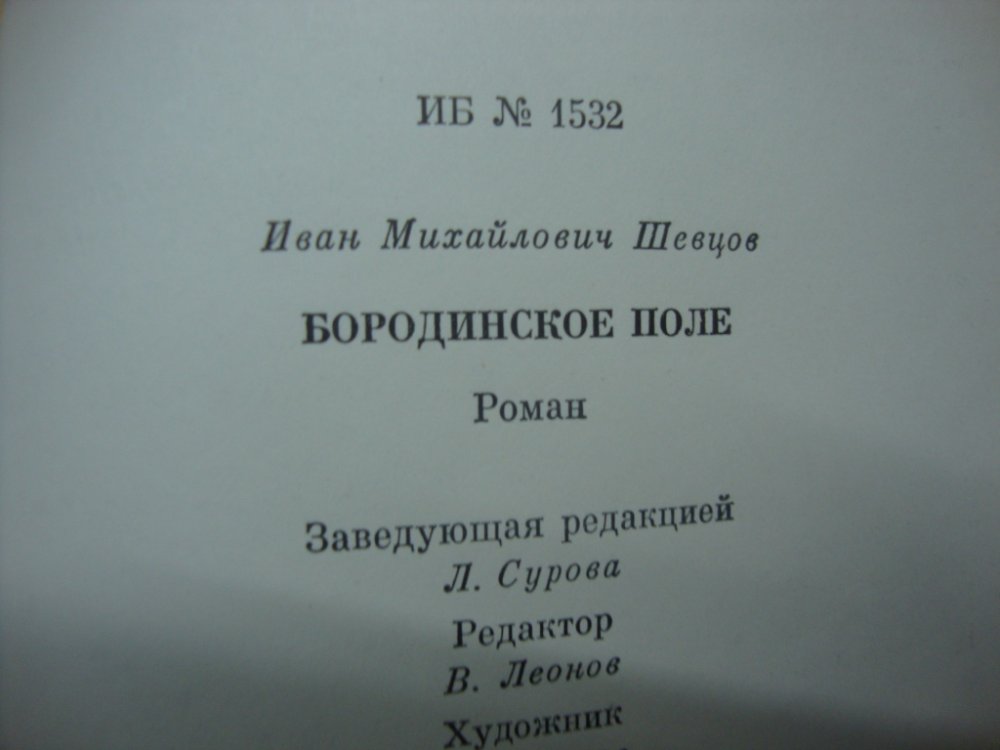 ИБ № 1532
Иван Михайлович Шевцов
БОРОДИНСКОЕ ПОЛЕ
Роман
Заведующая редакцией
Л. Сурова
Редактор
В. Леонов
Художник